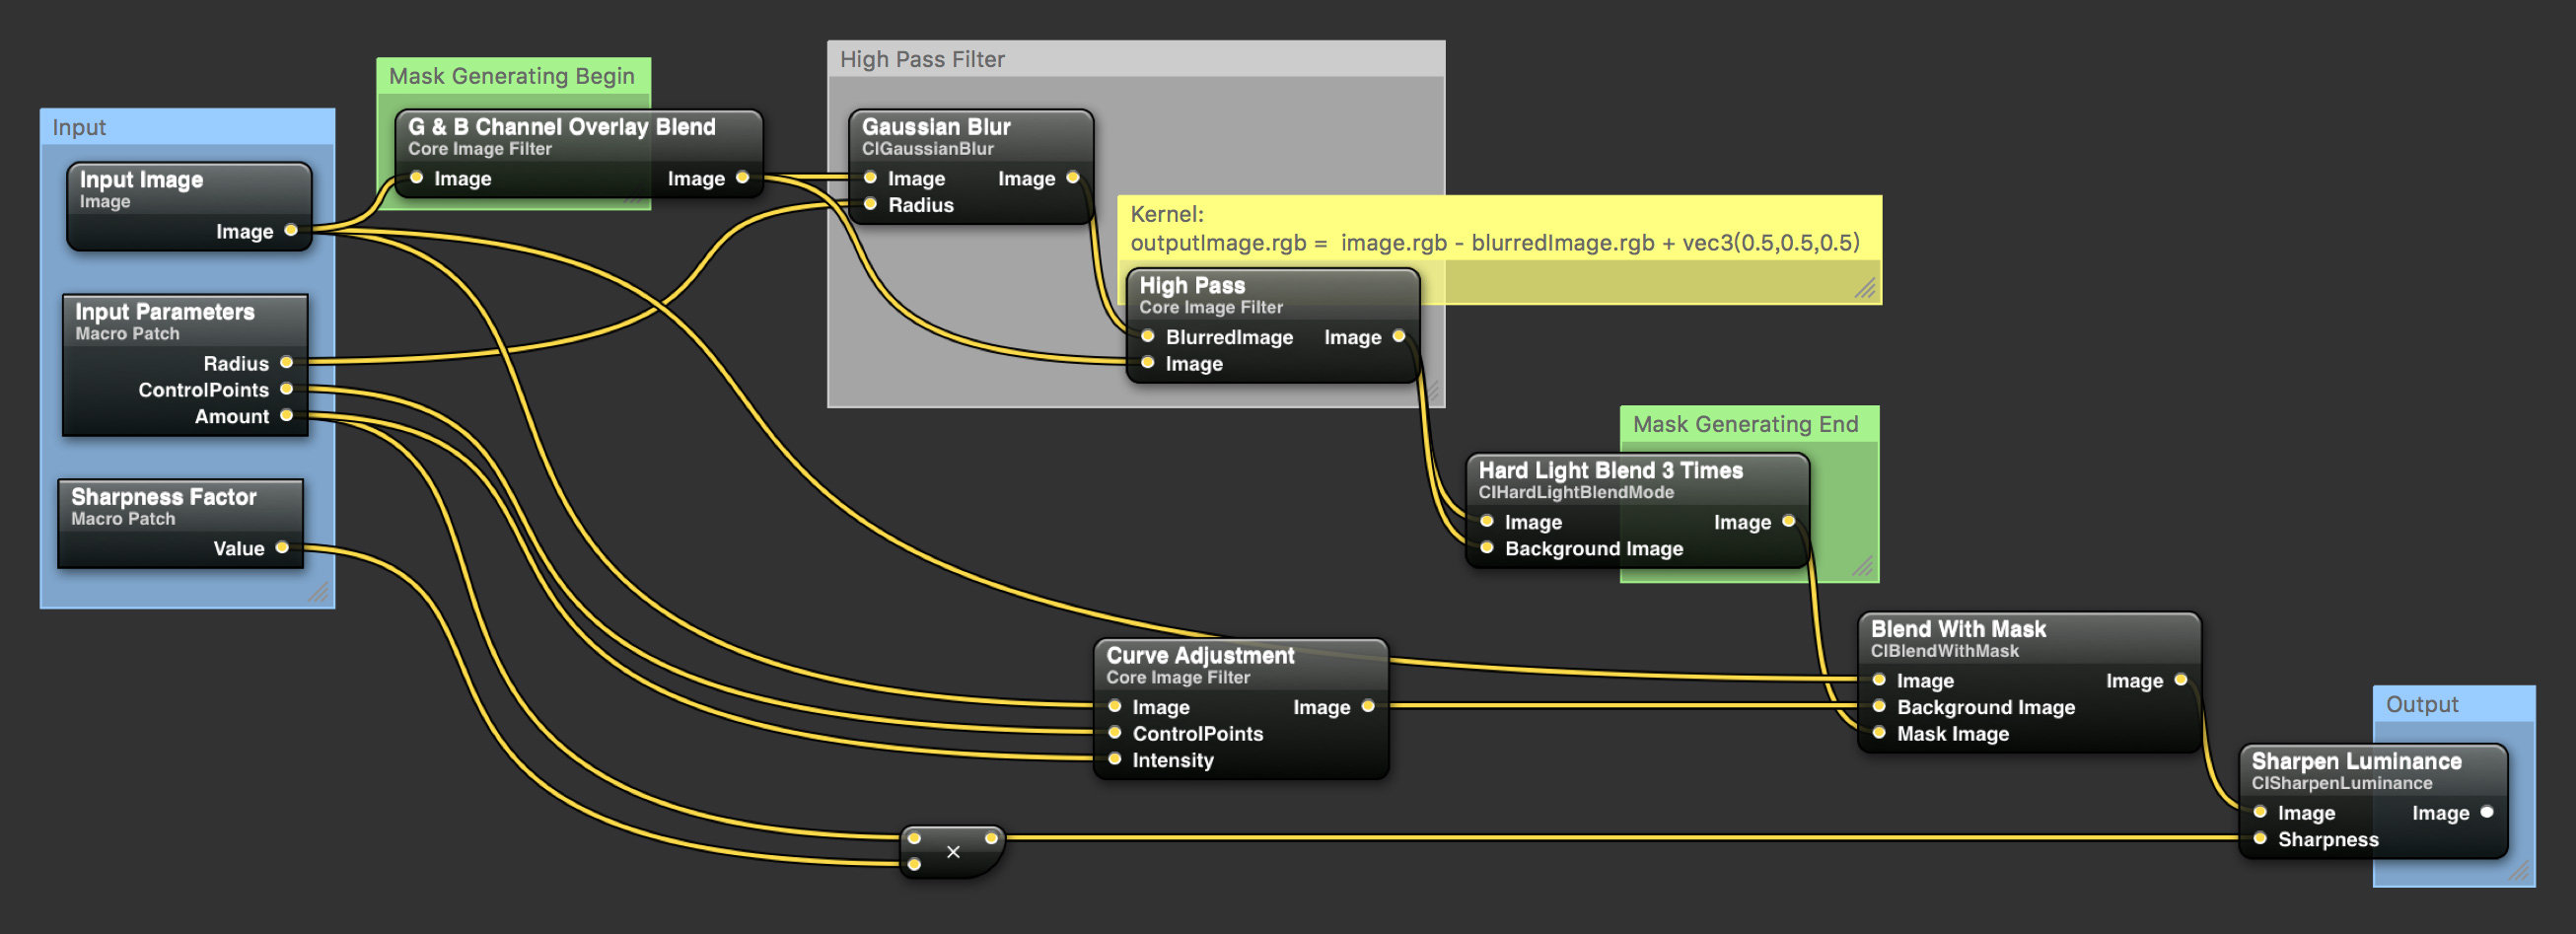 Input
Input Image
Image
Image
Input Parameters
Macro Patch
Radius
ControlPoints
Amount
Sharpness Factor
Macro Patch
Value
Mask Generating Begin
G & B Channel Overlay Blend
Core Image Filter
Image Image
High Pass Filter
Gaussian Blur
CIGaussianBlur
Image Image
Radius
Kernel:
outputImage.rgb = image.rgb - blurredImage.rgb + vec3(0.5,0.5,0.5)
High Pass
Core Image Filter
BlurredImage Image
Image
Mask Generating End
Hard Light Blend 3 Times
CIHardLightBlendMode
Image Image
Background Image
Curve Adjustment
Core Image Filter
Image Image
ControlPoints
Intensity
×
Blend With Mask
CIBlendWithMask
Image Image
Background Image
Mask Image
Output
Sharpen Luminance
CISharpenLuminance
Image Image
Sharpness